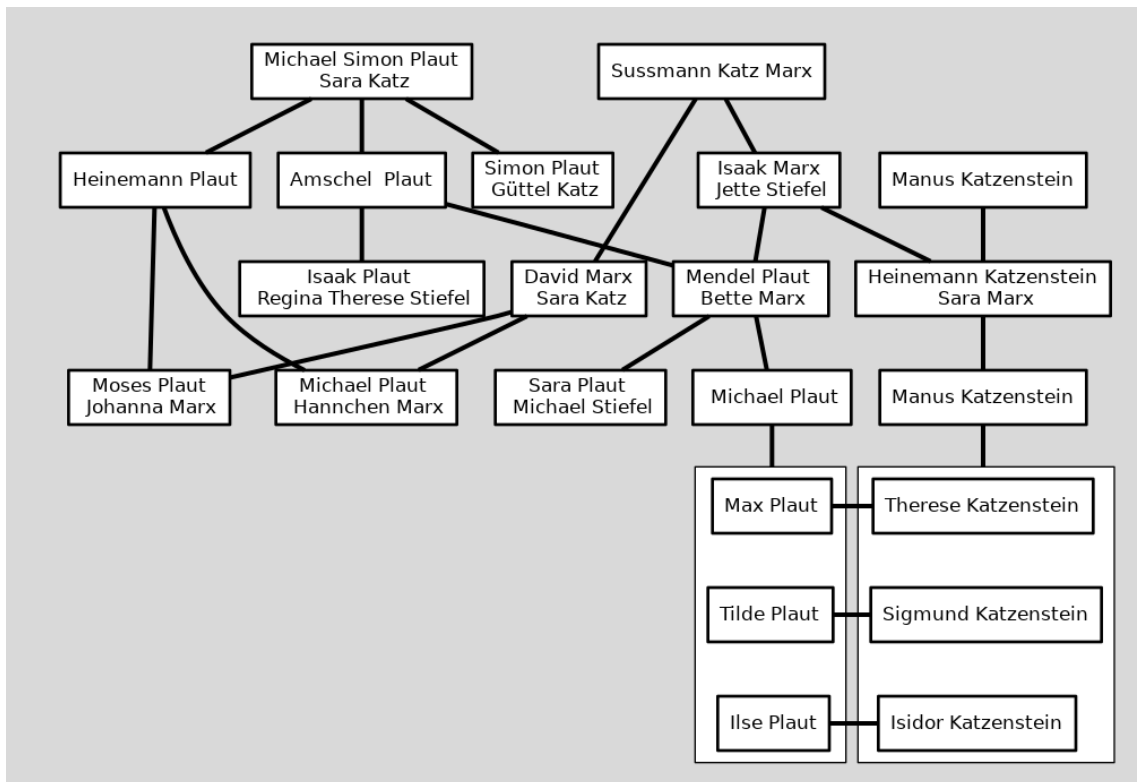 Michael Simon Plaut
Sara Katz
Sussmann Katz Marx
Heinemann Plaut
Amschel Plaut
Simon Plaut
Güttel Katz
Isaak Marx
Jette Stiefel
Manus Katzenstein
Isaak Plaut
Regina Therese Stiefel
David Marx
Sara Katz
Mendel Plaut
Bette Marx
Heinemann Katzenstein
Sara Marx
Moses Plaut
Johanna Marx
Michael Plaut
Hannchen Marx
Sara Plaut
Michael Stiefel
Michael Plaut
Manus Katzenstein
Max Plaut
Therese Katzenstein
Tilde Plaut
Sigmund Katzenstein
Ilse Plaut
Isidor Katzenstein